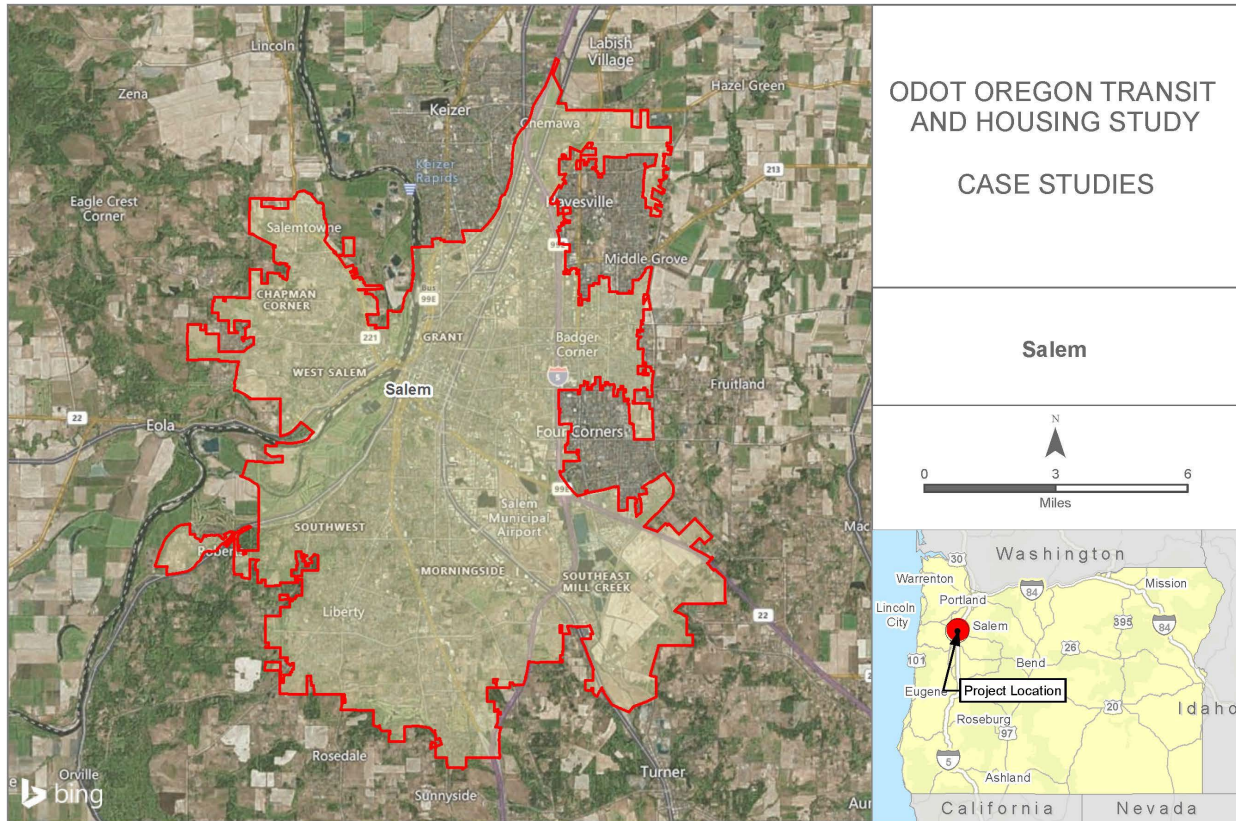 Lincoln
Labish
Village
Zena
Hazel Green
Keizer
Chemawa
Keizer
Rapids
213
Eagle Crest
Corner
Salemtowne
Middle Grove
CHAPMAN
CORNER
Bus
99E
221
GRANT
Badger
Corner
WEST SALEM
5
Salem
Fruitland
22
Eola
Four Corners
99E
Salem
Municipal
Airport
SOUTHWEST
MORNINGSIDE
SOUTHEAST
MILL CREEK
Liberty
22
Rosedale
Turner
Orville
Sunnyside
bing
ODOT OREGON TRANSIT
AND HOUSING STUDY
CASE STUDIES
Salem
N
0 3 6
Miles
Washington
30
Warrenton
84
Mission
Portland
Lincoln
City
Salem
395
84
26
101
Bend
Eugene
Project Location
20
Idaho
Roseburg
97
5
Ashland
California
Nevada